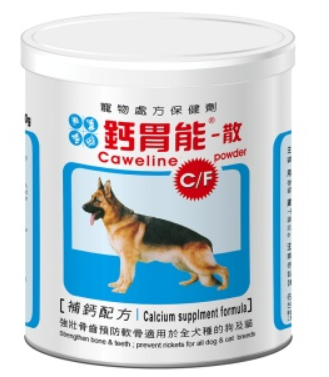 寵物處方保健劑
鈣胃能®-散
Caweline powder
C/F
[補鈣配方 | Calcium supplment formula]
強壯骨齒預防軟骨適用於全犬種的狗及貓
Strengthen bone & teeth ; prevent rickets for all dog & cat breeds